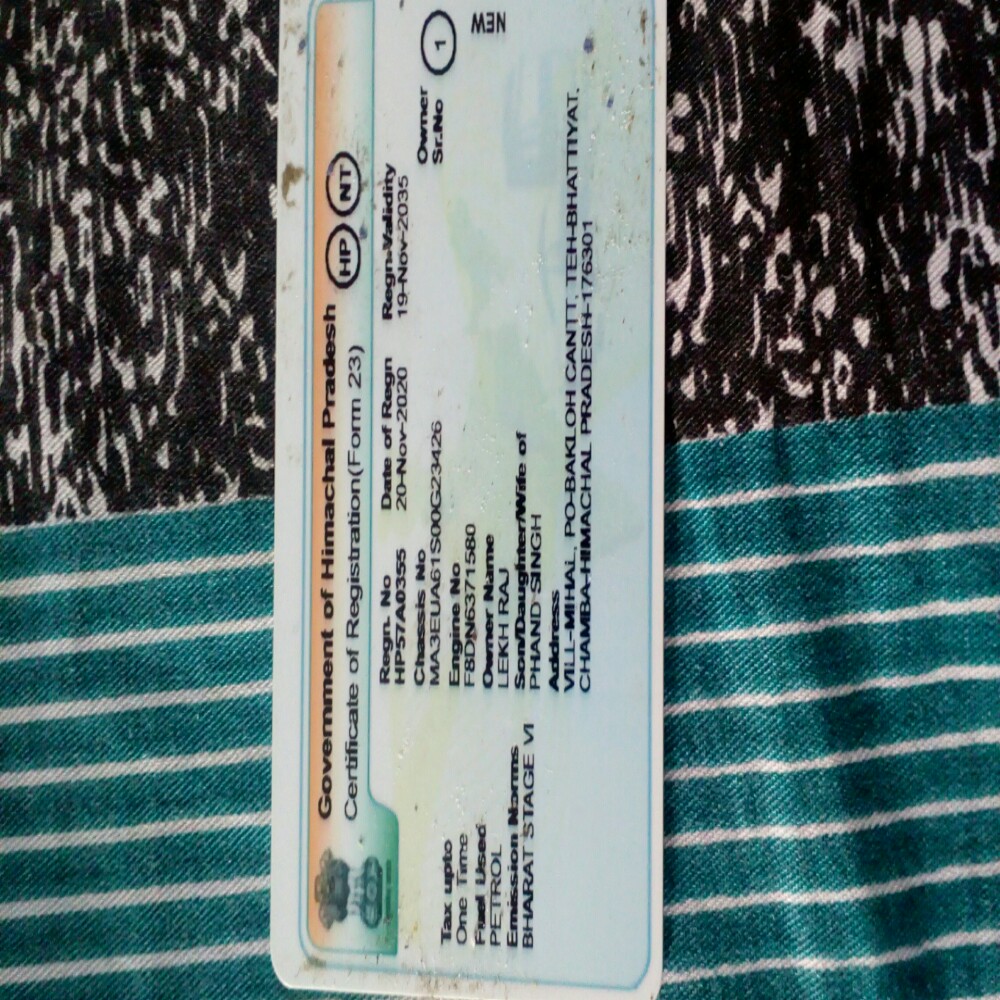 Government of Himachal Pradesh
Certificate of Registration(Form 23)
HP NT
Regn. No Date of Regn Regn-Validity
HP57A0355 20-Nov-2020 19-Nov-2035
Chassis No
MA3EUA61S00G23426
Owner
Sr.No
1
NEW
Engine No
F8DN6371580
Owner Name
LEKH RAJ
Son/Daughter/Wife of
PHAND SINGH
Address
VILL-MIHAL, PO-BAKLOH CANTT, TEH-BHATTIYAT,
CHAMBA-HIMACHAL PRADESH-176301
Tax upto
One Time
Fuel Used
PETROL
Emission Norms
BHARAT STAGE VI